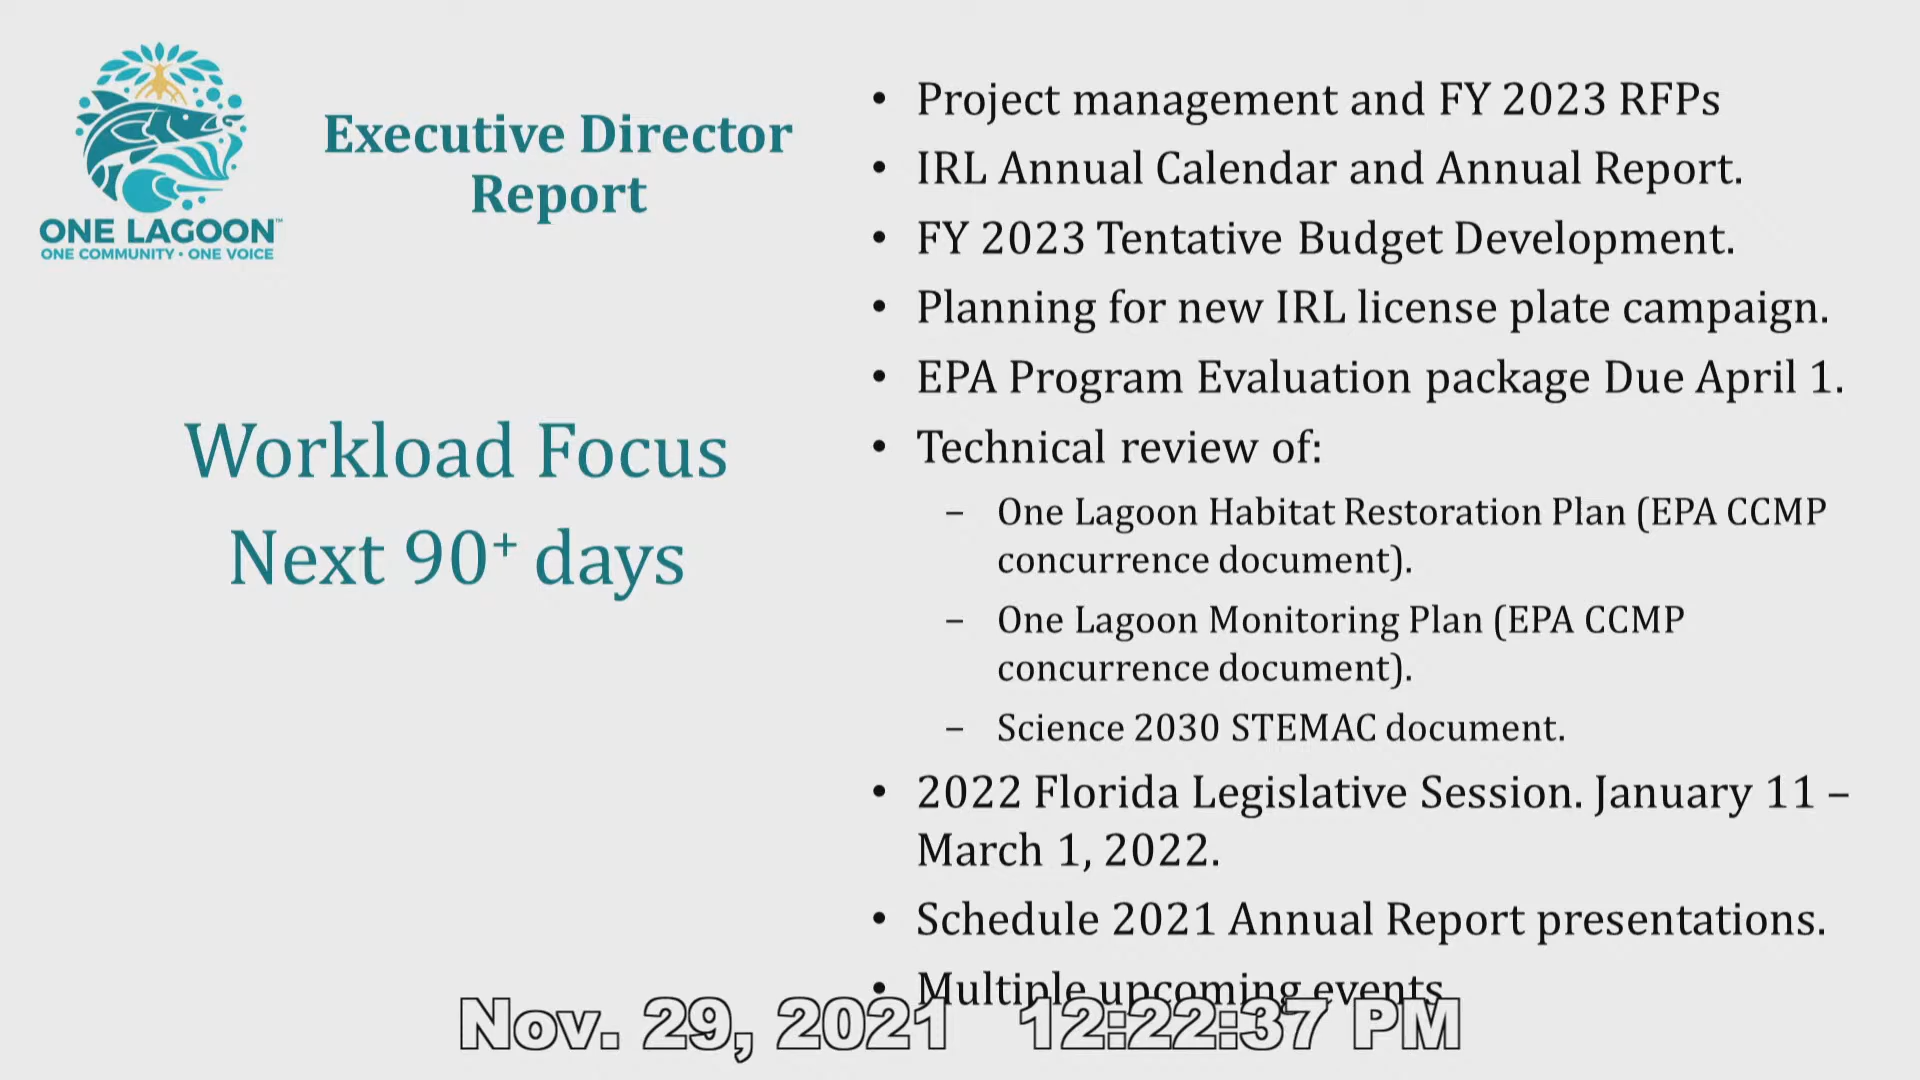 ONE LAGOON™
ONE COMMUNITY • ONE VOICE
Executive Director
Report
Workload Focus
Next 90⁺ days
• Project management and FY 2023 RFPs
• IRL Annual Calendar and Annual Report.
• FY 2023 Tentative Budget Development.
• Planning for new IRL license plate campaign.
• EPA Program Evaluation package Due April 1.
• Technical review of:
– One Lagoon Habitat Restoration Plan (EPA CCMP
concurrence document).
– One Lagoon Monitoring Plan (EPA CCMP
concurrence document).
– Science 2030 STEMAC document.
• 2022 Florida Legislative Session. January 11 –
March 1, 2022.
• Schedule 2021 Annual Report presentations.
• Multiple upcoming events
Nov. 29, 2021 12:22:37 PM